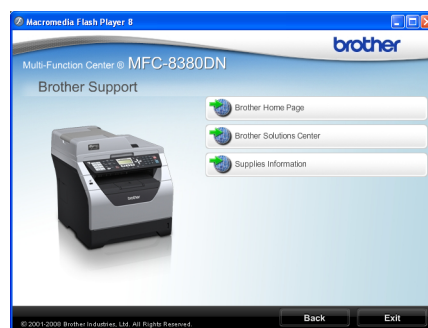 Macromedia Flash Player 8
brother
Multi-Function Center ® MFC-8380DN
Brother Support
Brother Home Page
Brother Solutions Center
Supplies Information
brother
© 2001-2008 Brother Industries, Ltd. All Rights Reserved.
Back
Exit